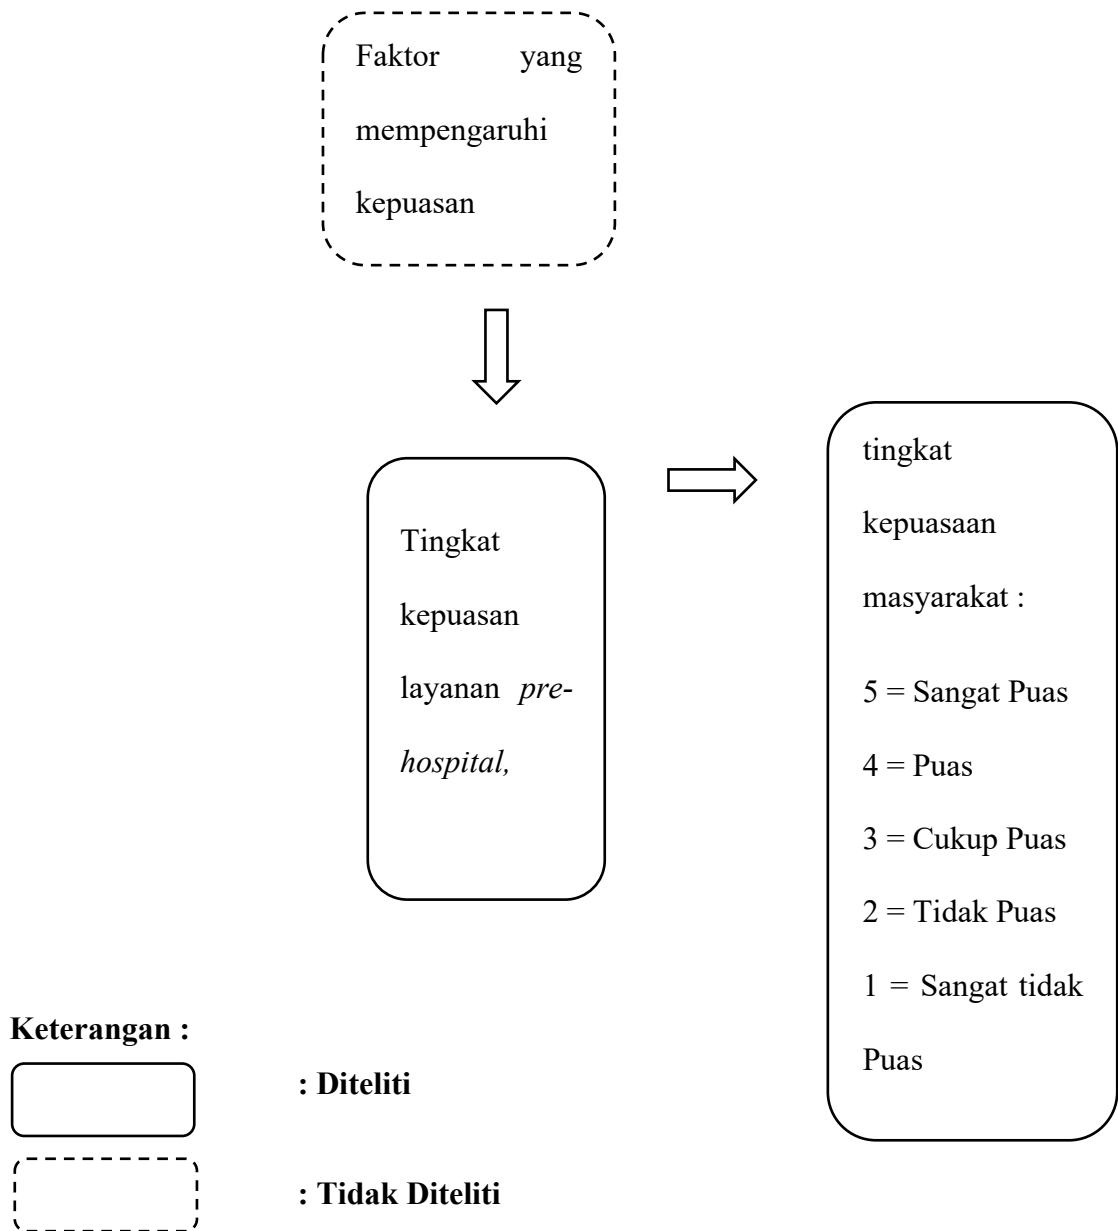 Faktor yang
mempengaruhi
kepuasan
Tingkat
kepuasan
layanan pre-
hospital,
tingkat
kepuasaan
masyarakat :
5 = Sangat Puas
4 = Puas
3 = Cukup Puas
2 = Tidak Puas
1 = Sangat tidak
Puas
Keterangan :
: Diteliti
: Tidak Diteliti